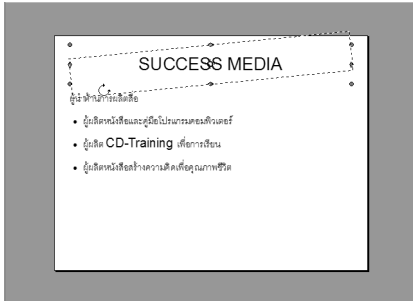 SUCCESS MEDIA
ผู้นำด้านการผลิตสื่อ
• ผู้ผลิตหนังสือและคู่มือโปรแกรมคอมพิวเตอร์
• ผู้ผลิต CD-Training เพื่อการเรียน
• ผู้ผลิตหนังสือสร้างความคิดเพื่อคุณภาพชีวิต